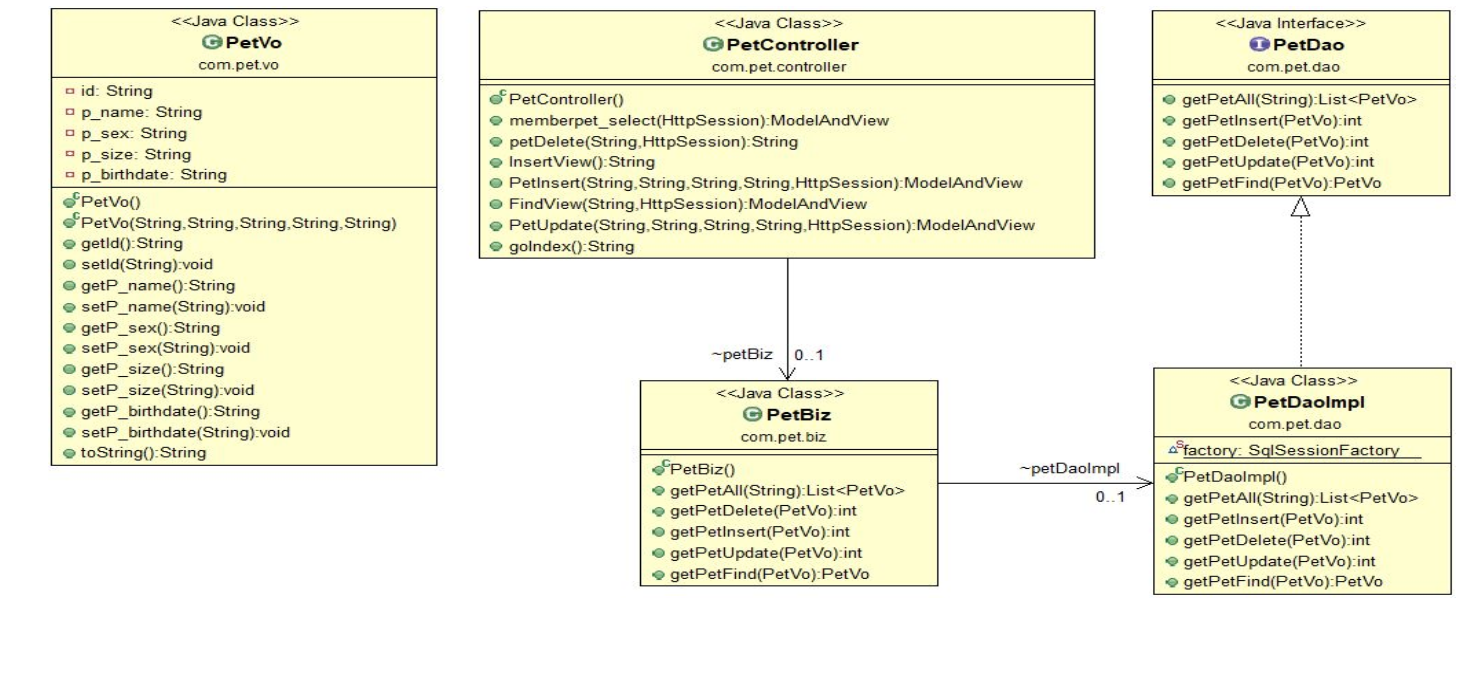 <<Java Class>>
PetVo
com.pet.vo
id: String
p_name: String
p_sex: String
p_size: String
p_birthdate: String
PetVo()
PetVo(String,String,String,String,String)
getId():String
setId(String):void
getP_name():String
setP_name(String):void
getP_sex():String
setP_sex(String):void
getP_size():String
setP_size(String):void
getP_birthdate():String
setP_birthdate(String):void
toString():String
<<Java Class>>
PetController
com.pet.controller
PetController()
memberpet_select(HttpSession):ModelAndView
petDelete(String,HttpSession):String
InsertView():String
PetInsert(String,String,String,String,HttpSession):ModelAndView
FindView(String,HttpSession):ModelAndView
PetUpdate(String,String,String,String,HttpSession):ModelAndView
goIndex():String
~petBiz 0..1
<<Java Class>>
PetBiz
com.pet.biz
PetBiz()
getPetAll(String):List<PetVo>
getPetDelete(PetVo):int
getPetInsert(PetVo):int
getPetUpdate(PetVo):int
getPetFind(PetVo):PetVo
~petDaoImpl
0..1
<<Java Interface>>
PetDao
com.pet.dao
getPetAll(String):List<PetVo>
getPetInsert(PetVo):int
getPetDelete(PetVo):int
getPetUpdate(PetVo):int
getPetFind(PetVo):PetVo
<<Java Class>>
PetDaoImpl
com.pet.dao
factory: SqlSessionFactory
PetDaoImpl()
getPetAll(String):List<PetVo>
getPetInsert(PetVo):int
getPetDelete(PetVo):int
getPetUpdate(PetVo):int
getPetFind(PetVo):PetVo